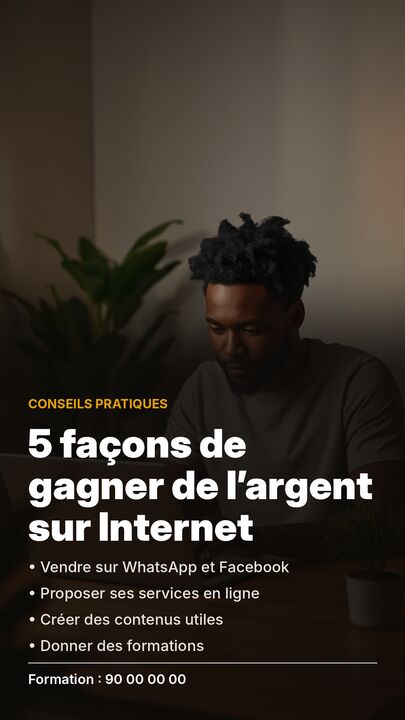 CONSEILS PRATIQUES
5 façons de
gagner de l’argent
sur Internet
• Vendre sur WhatsApp et Facebook
• Proposer ses services en ligne
• Créer des contenus utiles
• Donner des formations
Formation : 90 00 00 00